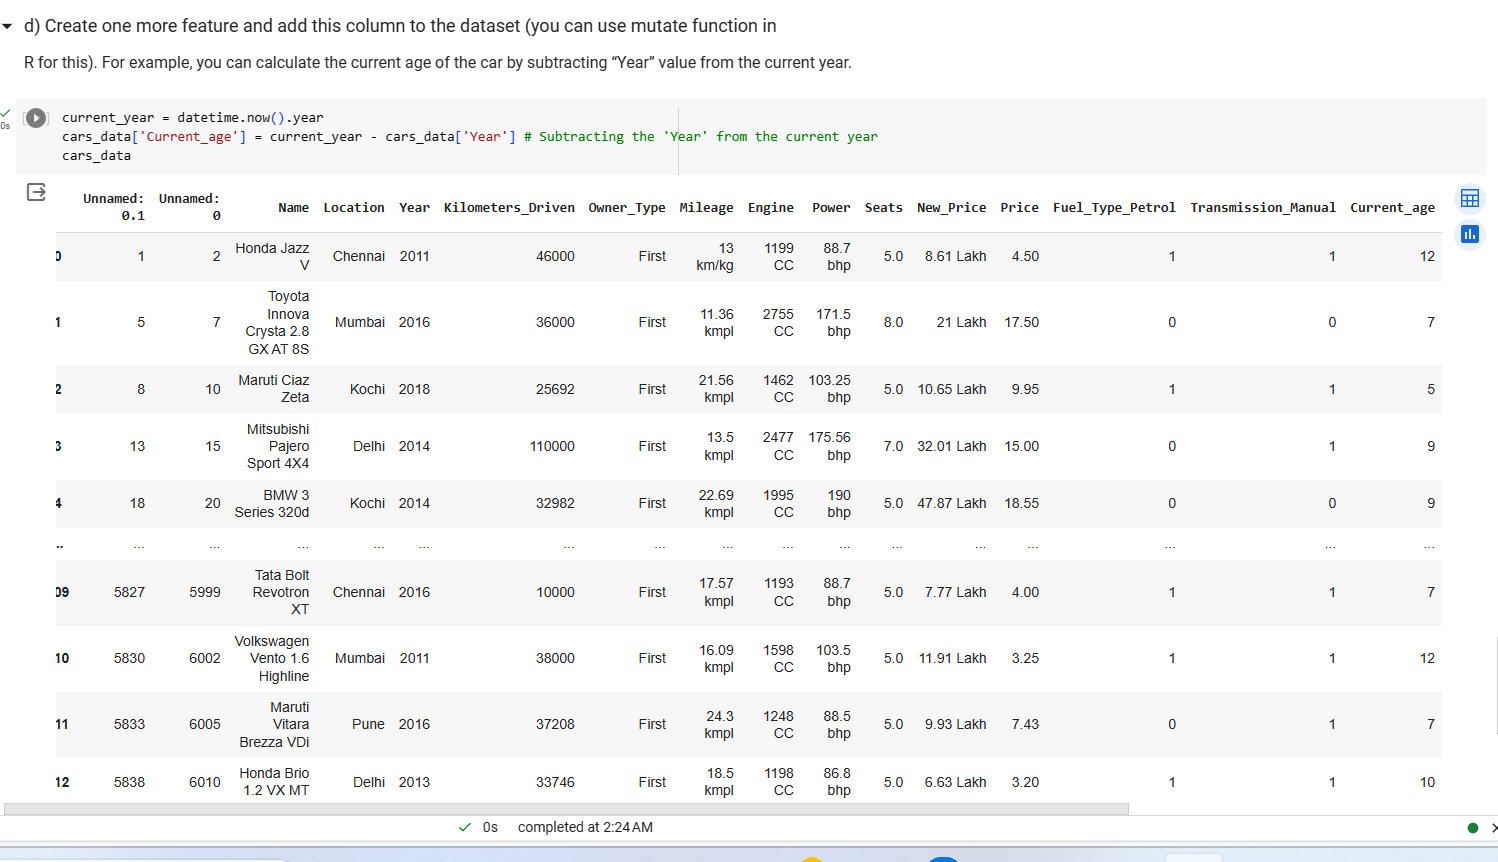 d) Create one more feature and add this column to the dataset (you can use mutate function in
R for this). For example, you can calculate the current age of the car by subtracting “Year” value from the current year.
0s
current_year = datetime.now().year
cars_data['Current_age'] = current_year - cars_data['Year'] # Subtracting the 'Year' from the current year
cars_data
Unnamed: 0.1 Unnamed: 0 Name Location Year Kilometers_Driven Owner_Type Mileage Engine Power Seats New_Price Price Fuel_Type_Petrol Transmission_Manual Current_age
0 1 2 Honda Jazz V Chennai 2011 46000 First 13 km/kg 1199 CC 88.7 bhp 5.0 8.61 Lakh 4.50 1 1 12
1 5 7 Toyota Innova Crysta 2.8 GX AT 8S Mumbai 2016 36000 First 11.36 kmpl 2755 CC 171.5 bhp 8.0 21 Lakh 17.50 0 0 7
2 8 10 Maruti Ciaz Zeta Kochi 2018 25692 First 21.56 kmpl 1462 CC 103.25 bhp 5.0 10.65 Lakh 9.95 1 1 5
3 13 15 Mitsubishi Pajero Sport 4X4 Delhi 2014 110000 First 13.5 kmpl 2477 CC 175.56 bhp 7.0 32.01 Lakh 15.00 0 1 9
4 18 20 BMW 3 Series 320d Kochi 2014 32982 First 22.69 kmpl 1995 CC 190 bhp 5.0 47.87 Lakh 18.55 0 0 9
.. ... ... ... ... ... ... ... ... ... ... ... ... ... ... ... ...
09 5827 5999 Tata Bolt Revotron XT Chennai 2016 10000 First 17.57 kmpl 1193 CC 88.7 bhp 5.0 7.77 Lakh 4.00 1 1 7
10 5830 6002 Volkswagen Vento 1.6 Highline Mumbai 2011 38000 First 16.09 kmpl 1598 CC 103.5 bhp 5.0 11.91 Lakh 3.25 1 1 12
11 5833 6005 Maruti Vitara Brezza VDi Pune 2016 37208 First 24.3 kmpl 1248 CC 88.5 bhp 5.0 9.93 Lakh 7.43 0 1 7
12 5838 6010 Honda Brio 1.2 VX MT Delhi 2013 33746 First 18.5 kmpl 1198 CC 86.8 bhp 5.0 6.63 Lakh 3.20 1 1 10
0s completed at 2:24 AM